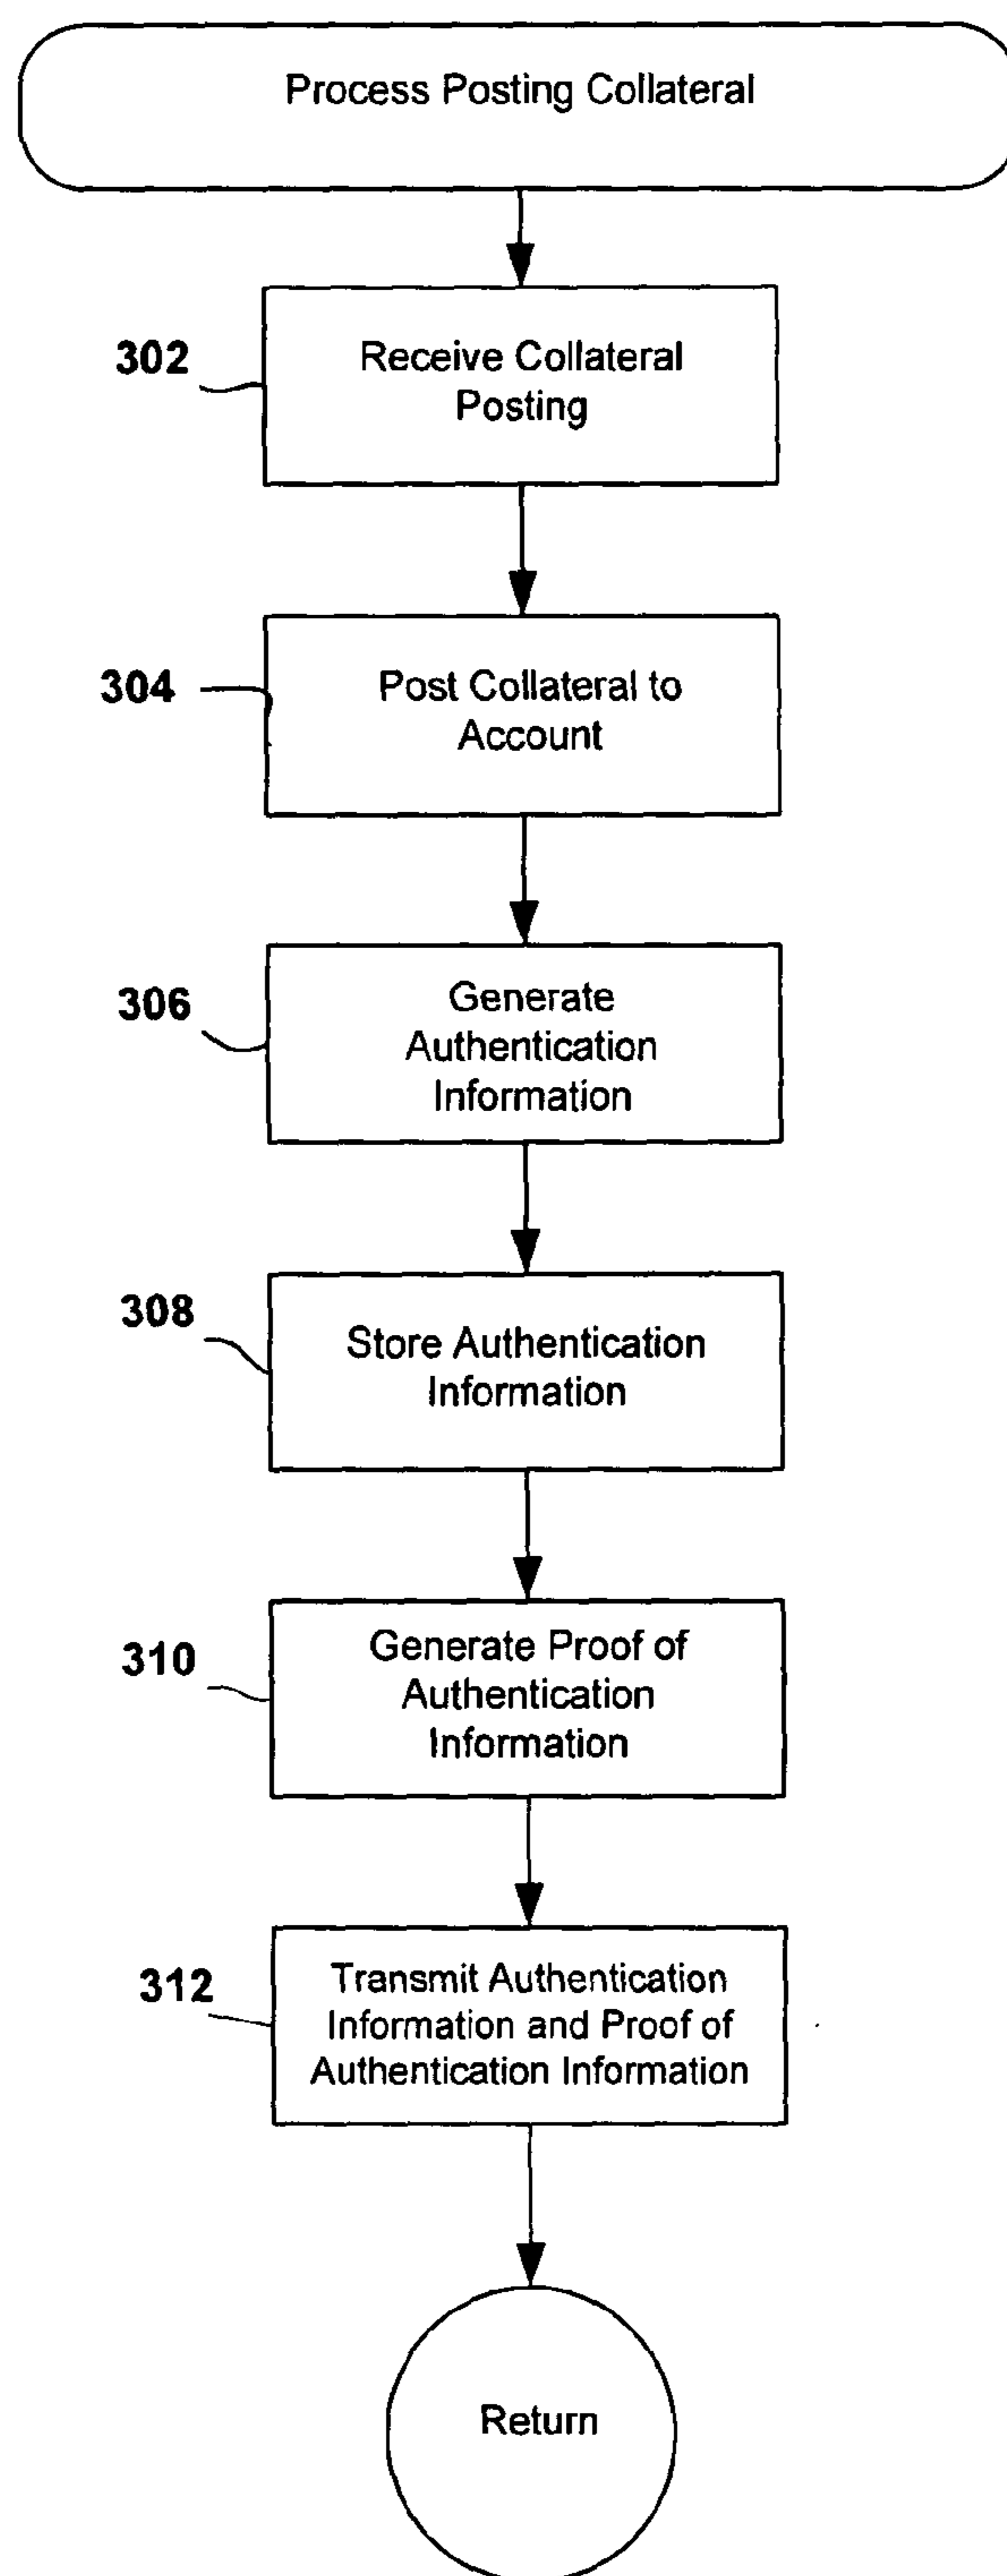 Process Posting Collateral
302
Receive Collateral
Posting
304
Post Collateral to
Account
306
Generate
Authentication
Information
308
Store Authentication
Information
310
Generate Proof of
Authentication
Information
312
Transmit Authentication
Information and Proof of
Authentication Information
Return